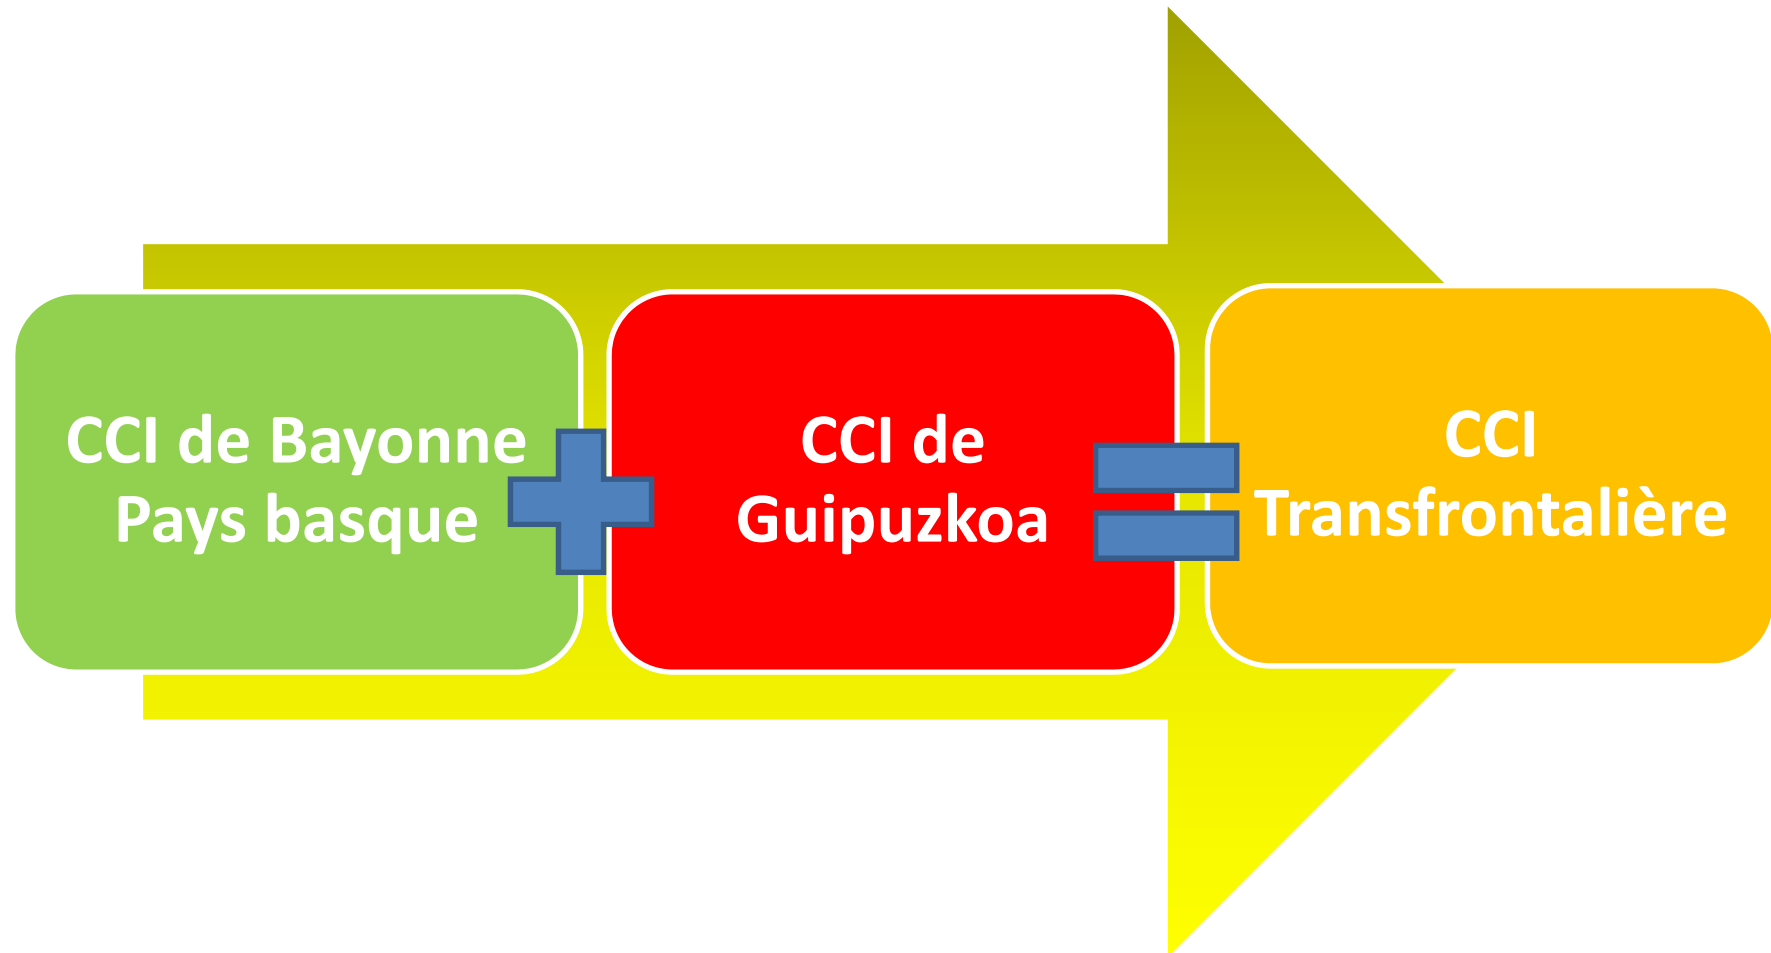 CCI de Bayonne
Pays basque
CCI de
Guipuzkoa
CCI
Transfrontalière